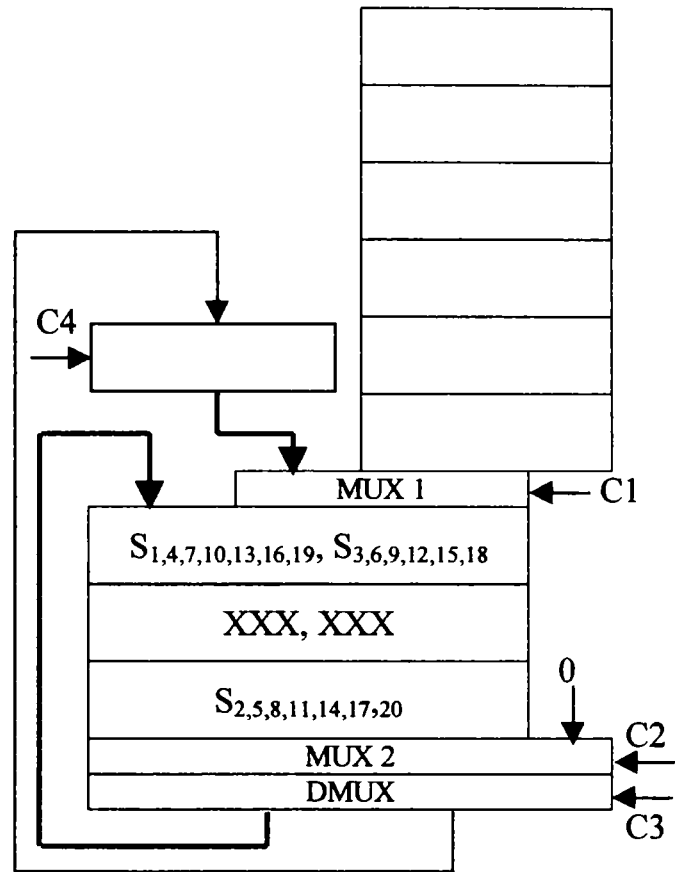 C4
MUX 1
C1
S1,4,7,10,13,16,19, S3,6,9,12,15,18
XXX, XXX
0
S2,5,8,11,14,17,20
C2
MUX 2
DMUX
C3